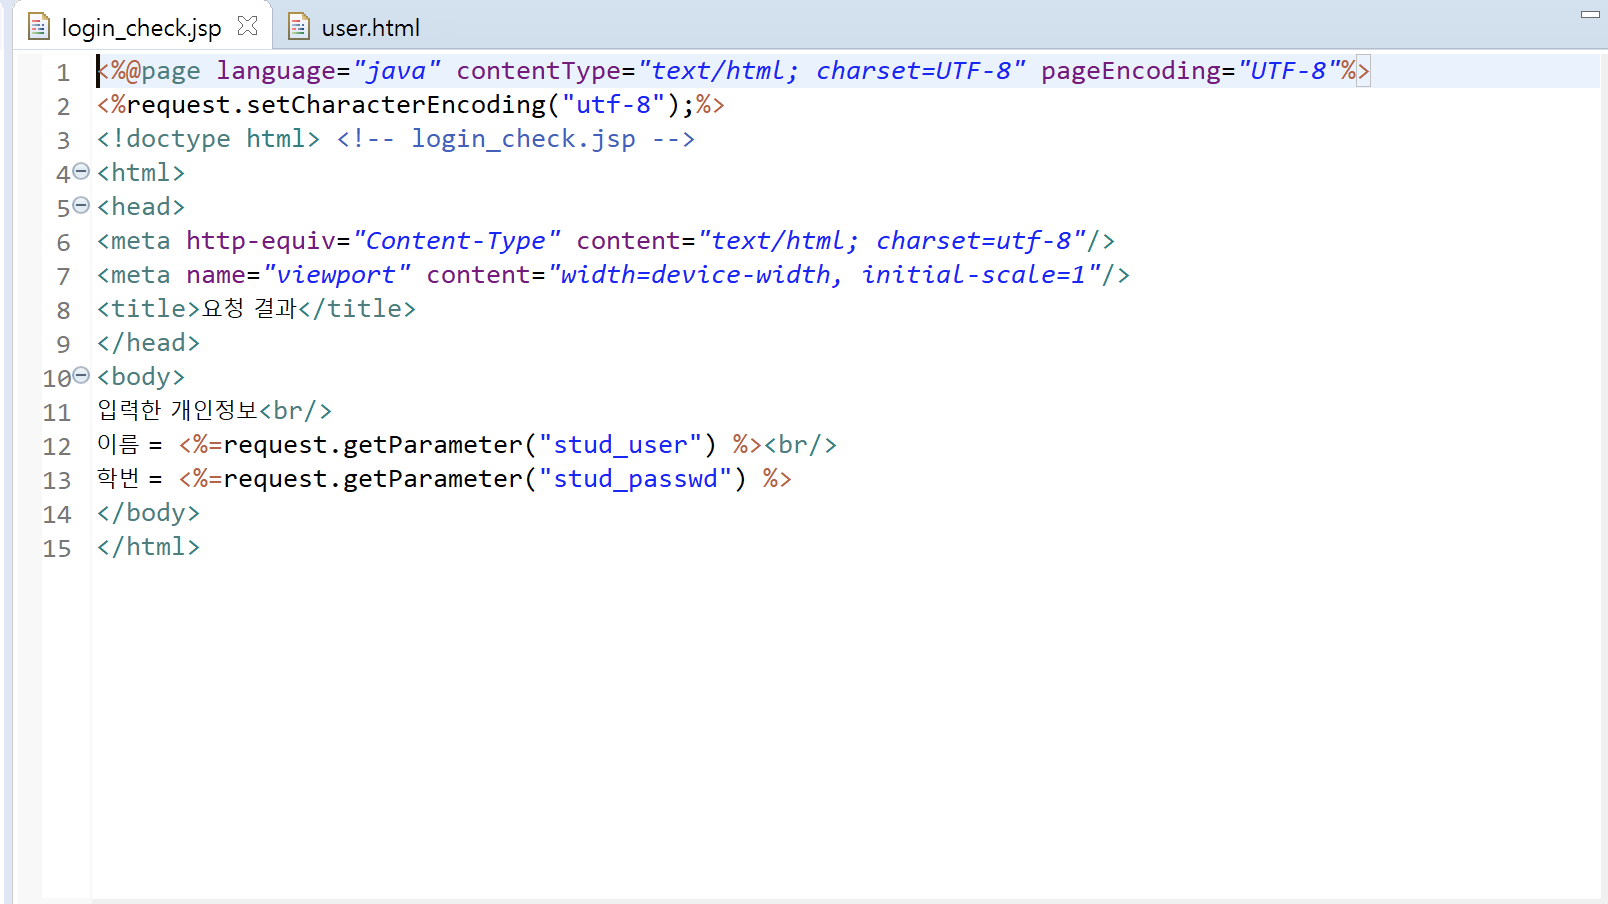 login_check.jsp user.html
1 <%@page language="java" contentType="text/html; charset=UTF-8" pageEncoding="UTF-8"%>
2 <%request.setCharacterEncoding("utf-8");%>
3 <!doctype html> <!-- login_check.jsp -->
4 <html>
5 <head>
6 <meta http-equiv="Content-Type" content="text/html; charset=utf-8"/>
7 <meta name="viewport" content="width=device-width, initial-scale=1"/>
8 <title>요청 결과</title>
9 </head>
10 <body>
11 입력한 개인정보<br/>
12 이름 = <%=request.getParameter("stud_user") %><br/>
13 학번 = <%=request.getParameter("stud_passwd") %>
14 </body>
15 </html>